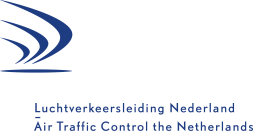 Luchtverkeersleiding Nederland
Air Traffic Control the Netherlands